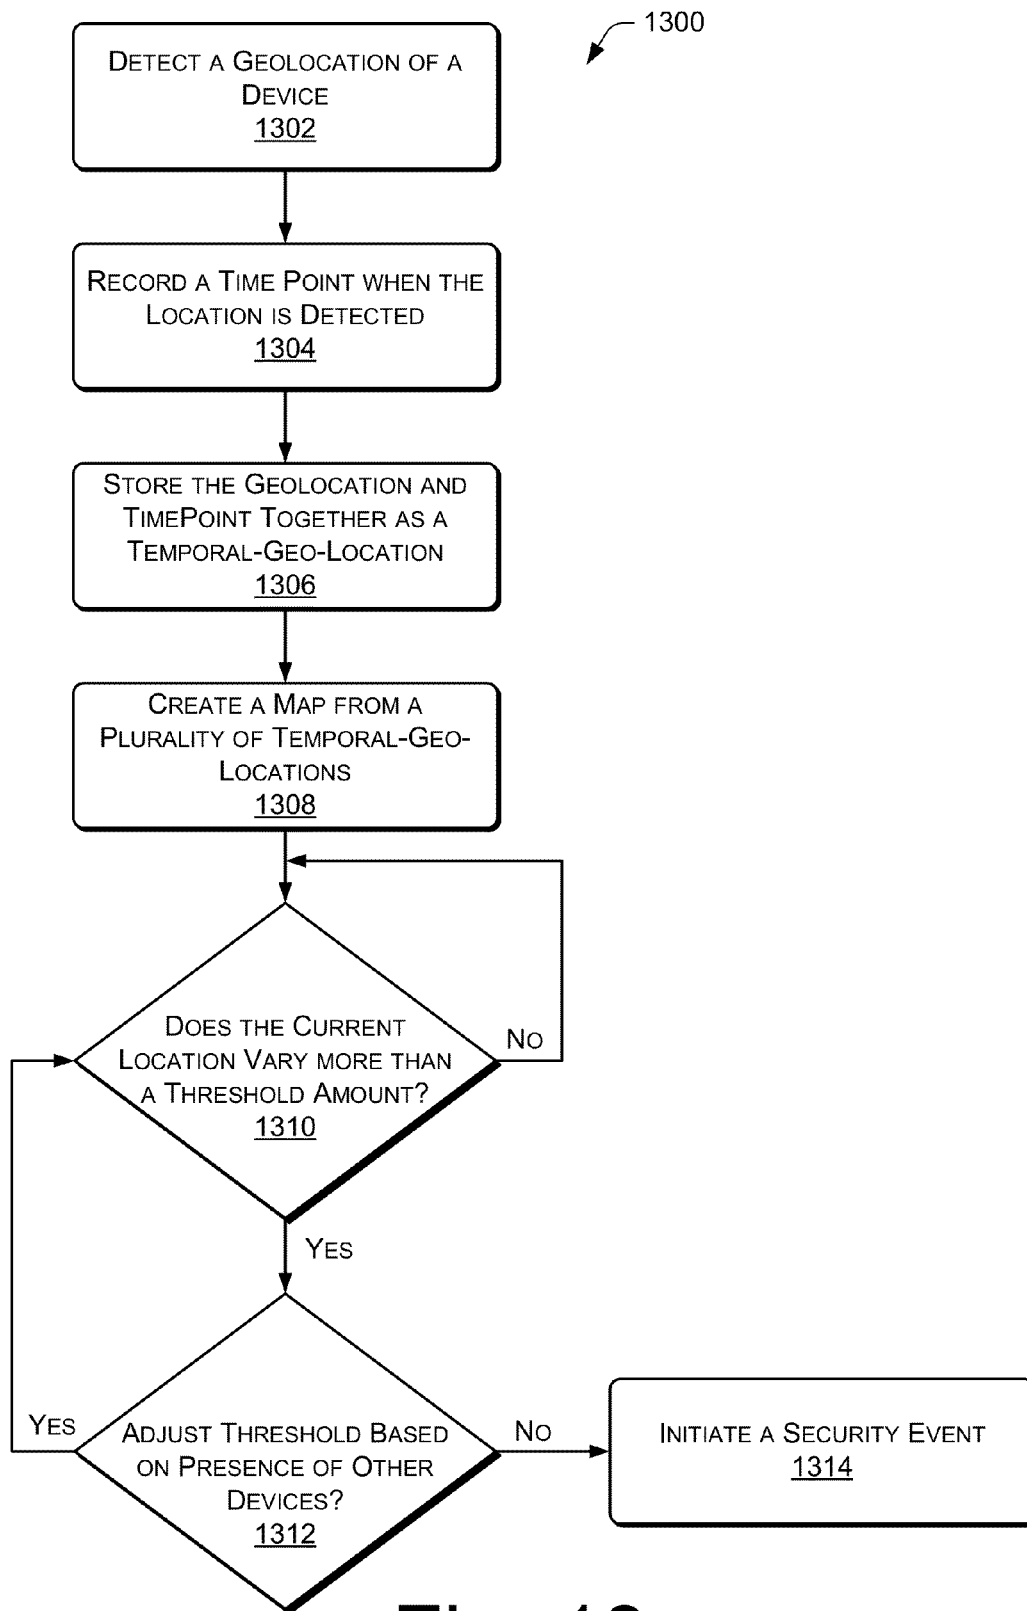 1300
DETECT A GEOLOCATION OF A
DEVICE
1302
RECORD A TIME POINT WHEN THE
LOCATION IS DETECTED
1304
STORE THE GEOLOCATION AND
TIMEPOINT TOGETHER AS A
TEMPORAL-GEO-LOCATION
1306
CREATE A MAP FROM A
PLURALITY OF TEMPORAL-GEO-
LOCATIONS
1308
DOES THE CURRENT
LOCATION VARY MORE THAN
A THRESHOLD AMOUNT?
1310
NO
YES
YES
ADJUST THRESHOLD BASED
ON PRESENCE OF OTHER
DEVICES?
1312
NO
INITIATE A SECURITY EVENT
1314